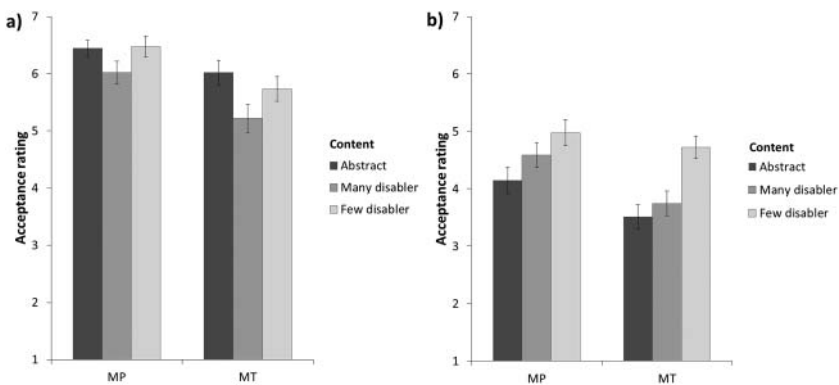 a)
7
6
5
4
3
2
1
Acceptance rating
MP
MT
Content
Abstract
Many disabler
Few disabler
b)
7
6
5
4
3
2
1
Acceptance rating
MP
MT
Content
Abstract
Many disabler
Few disabler